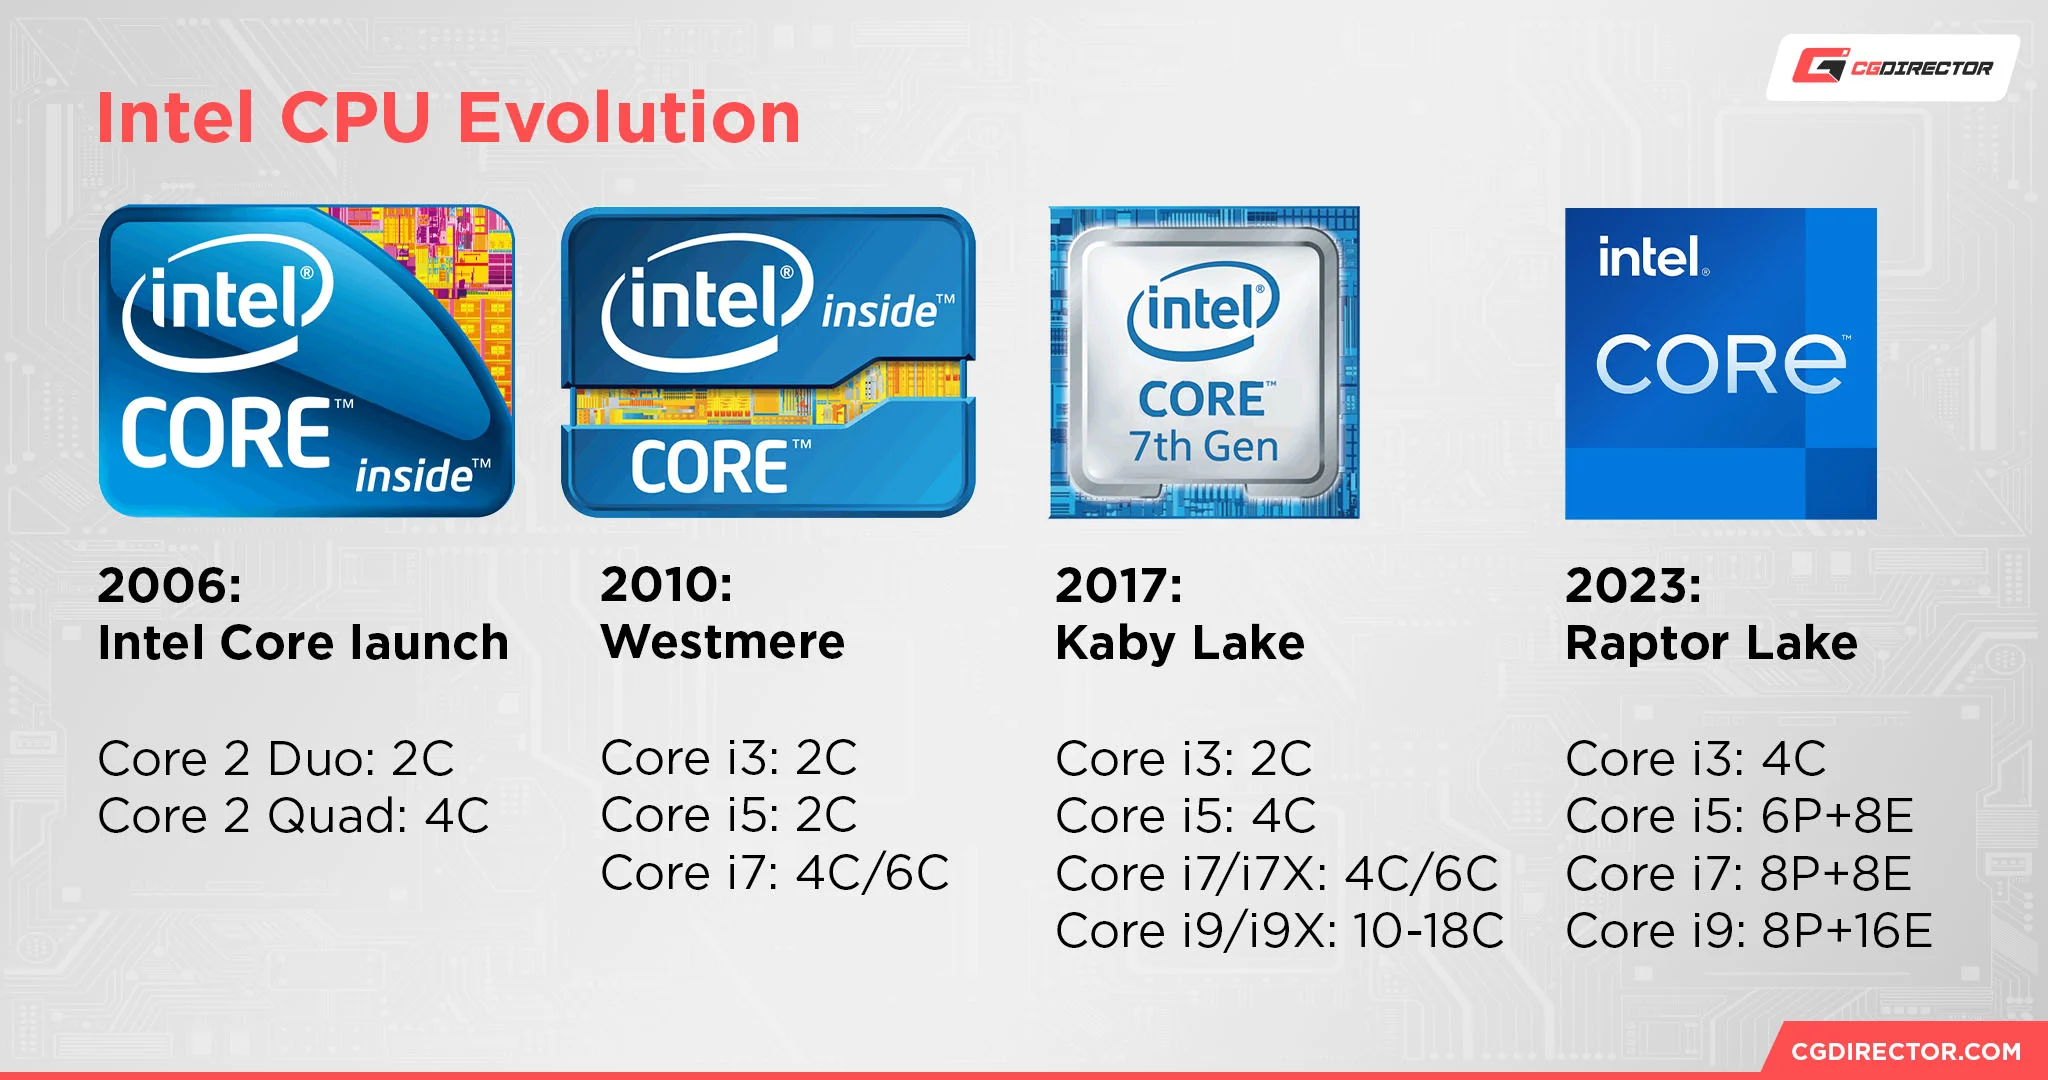 CGDIRECTOR
Intel CPU Evolution
intel®
CORE™
inside™
intel® inside™
CORE™
intel®
CORE™
7th Gen
intel®
CORe™
2006:
Intel Core launch
Core 2 Duo: 2C
Core 2 Quad: 4C
2010:
Westmere
Core i3: 2C
Core i5: 2C
Core i7: 4C/6C
2017:
Kaby Lake
Core i3: 2C
Core i5: 4C
Core i7/i7X: 4C/6C
Core i9/i9X: 10-18C
2023:
Raptor Lake
Core i3: 4C
Core i5: 6P+8E
Core i7: 8P+8E
Core i9: 8P+16E
CGDIRECTOR.COM